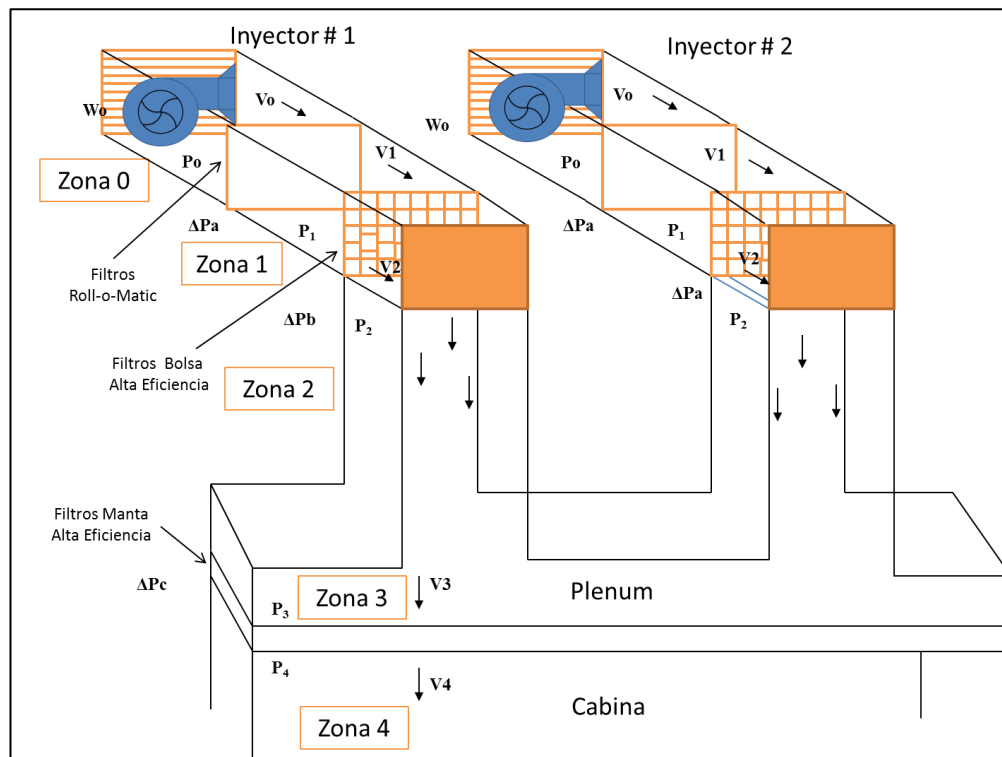 Inyector # 1
Inyector # 2
Vo
Vo
Wo
Wo
V1
V1
Po
Po
Zona 0
ΔPa
ΔPa
P1
P1
Zona 1
V2
V2
Filtros
Roll-o-Matic
ΔPa
ΔPb
P2
P2
Filtros Bolsa
Alta Eficiencia
Zona 2
Filtros Manta
Alta Eficiencia
ΔPc
V3
Zona 3
Plenum
P3
P4
V4
Cabina
Zona 4